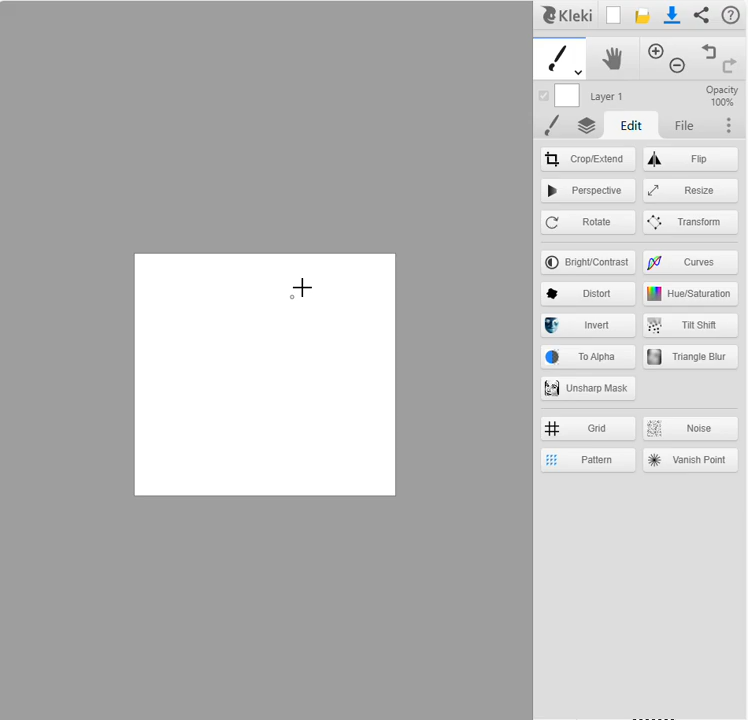 Kleki
Layer 1
Opacity
100%
Edit
File
Crop/Extend
Flip
Perspective
Resize
Rotate
Transform
Bright/Contrast
Curves
Distort
Hue/Saturation
Invert
Tilt Shift
To Alpha
Triangle Blur
Unsharp Mask
Grid
Noise
Pattern
Vanish Point